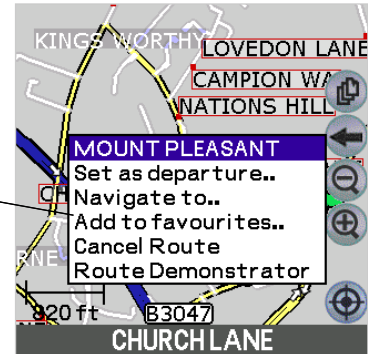 KINGS WORTHY
LOVEDON LANE
CAMPION WA
NATIONS HILL
MOUNT PLEASANT
Set as departure..
Navigate to..
CH
Add to favourites..
Cancel Route
RNE
Route Demonstrator
820 ft
B3047
CHURCH LANE